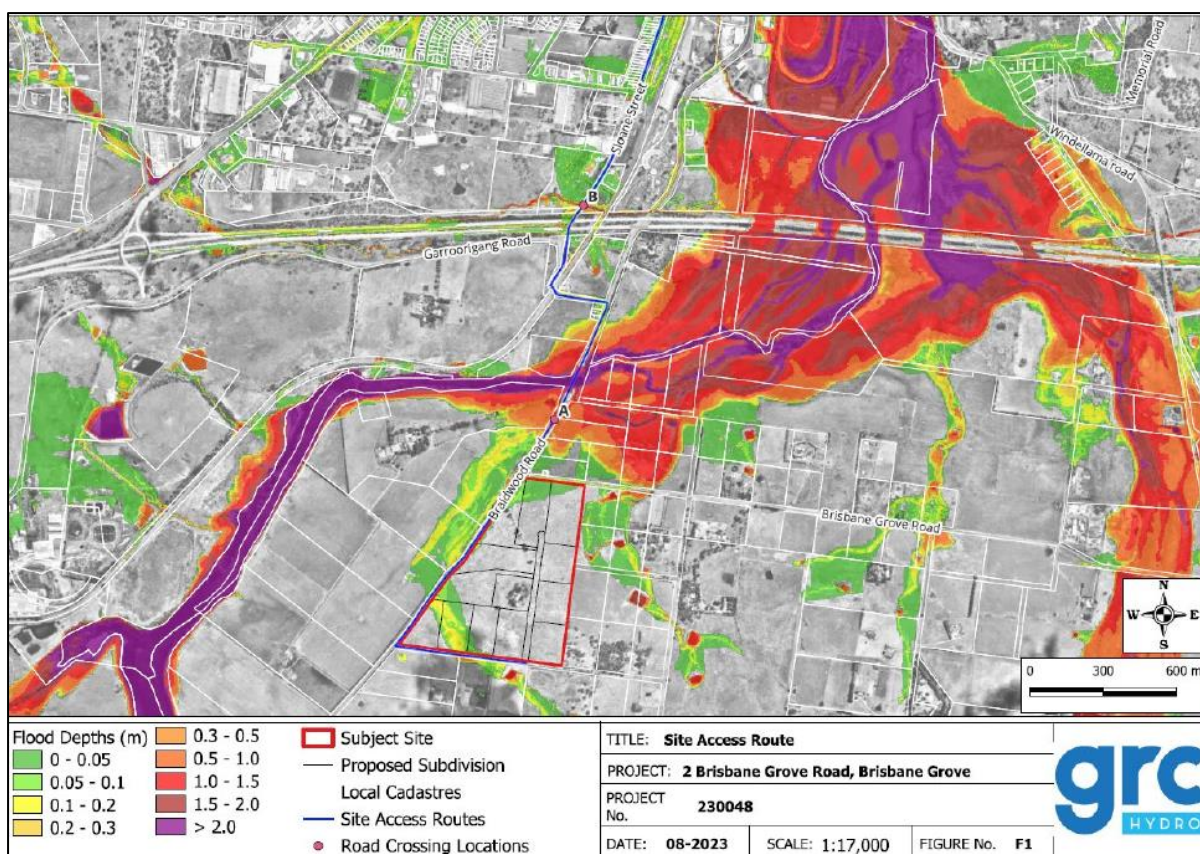 Sloane Street
Memorial Road
Windellama road
B
Garroorigang Road
A
Braidwood Road
Brisbane Grove Road
N
W E
S
0 300 600 m
Flood Depths (m)
0 - 0.05
0.05 - 0.1
0.1 - 0.2
0.2 - 0.3
0.3 - 0.5
0.5 - 1.0
1.0 - 1.5
1.5 - 2.0
> 2.0
Subject Site
Proposed Subdivision
Local Cadastres
Site Access Routes
Road Crossing Locations
TITLE: Site Access Route
PROJECT: 2 Brisbane Grove Road, Brisbane Grove
PROJECT
No. 230048
DATE: 08-2023 SCALE: 1:17,000 FIGURE No. F1
grc
HYDRO